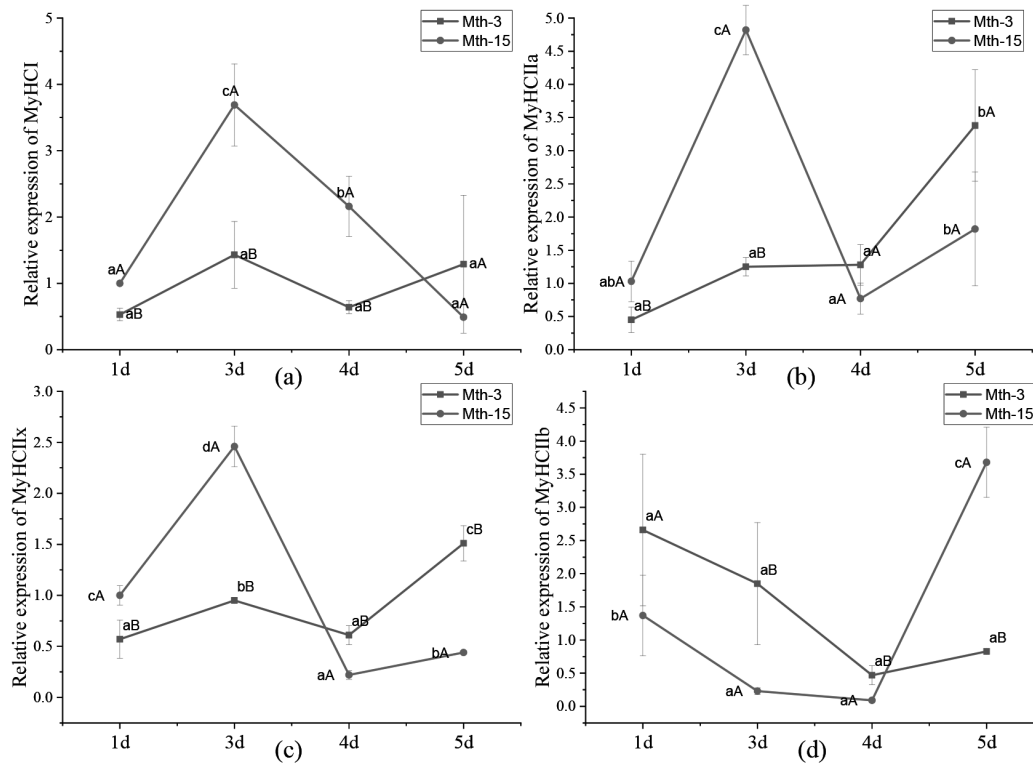 Relative expression of MyHCI
5
4
3
2
1
0
Mth-3
Mth-15
aA
cA
bA
aA
aB
aB
aB
aA
1d
3d
4d
5d
(a)
Relative expression of MyHCIIa
5.0
4.5
4.0
3.5
3.0
2.5
2.0
1.5
1.0
0.5
0.0
Mth-3
Mth-15
abA
cA
aA
bA
aB
aB
aA
bA
1d
3d
4d
5d
(b)
Relative expression of MyHCIIx
3.0
2.5
2.0
1.5
1.0
0.5
0.0
Mth-3
Mth-15
cA
dA
aA
bA
aB
bB
aB
cB
1d
3d
4d
5d
(c)
Relative expression of MyHCIIb
4.5
4.0
3.5
3.0
2.5
2.0
1.5
1.0
0.5
0.0
Mth-3
Mth-15
aA
aB
aB
aB
bA
aA
aA
cA
1d
3d
4d
5d
(d)